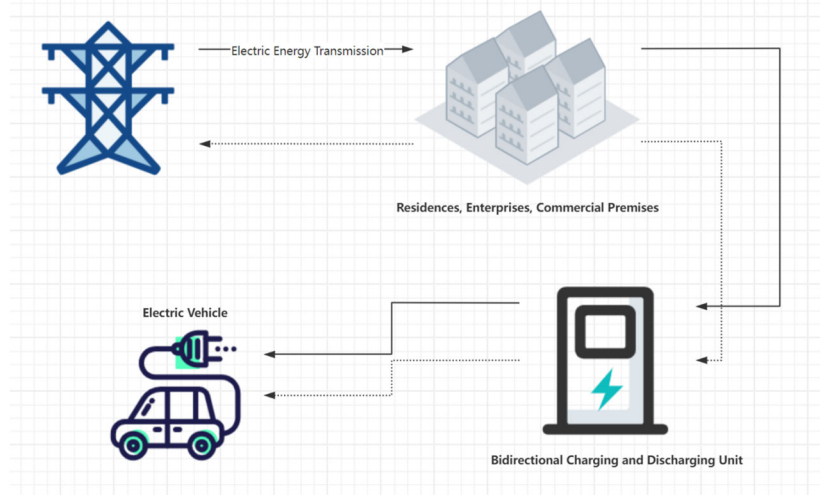 Electric Energy Transmission
Residences, Enterprises, Commercial Premises
Electric Vehicle
Bidirectional Charging and Discharging Unit